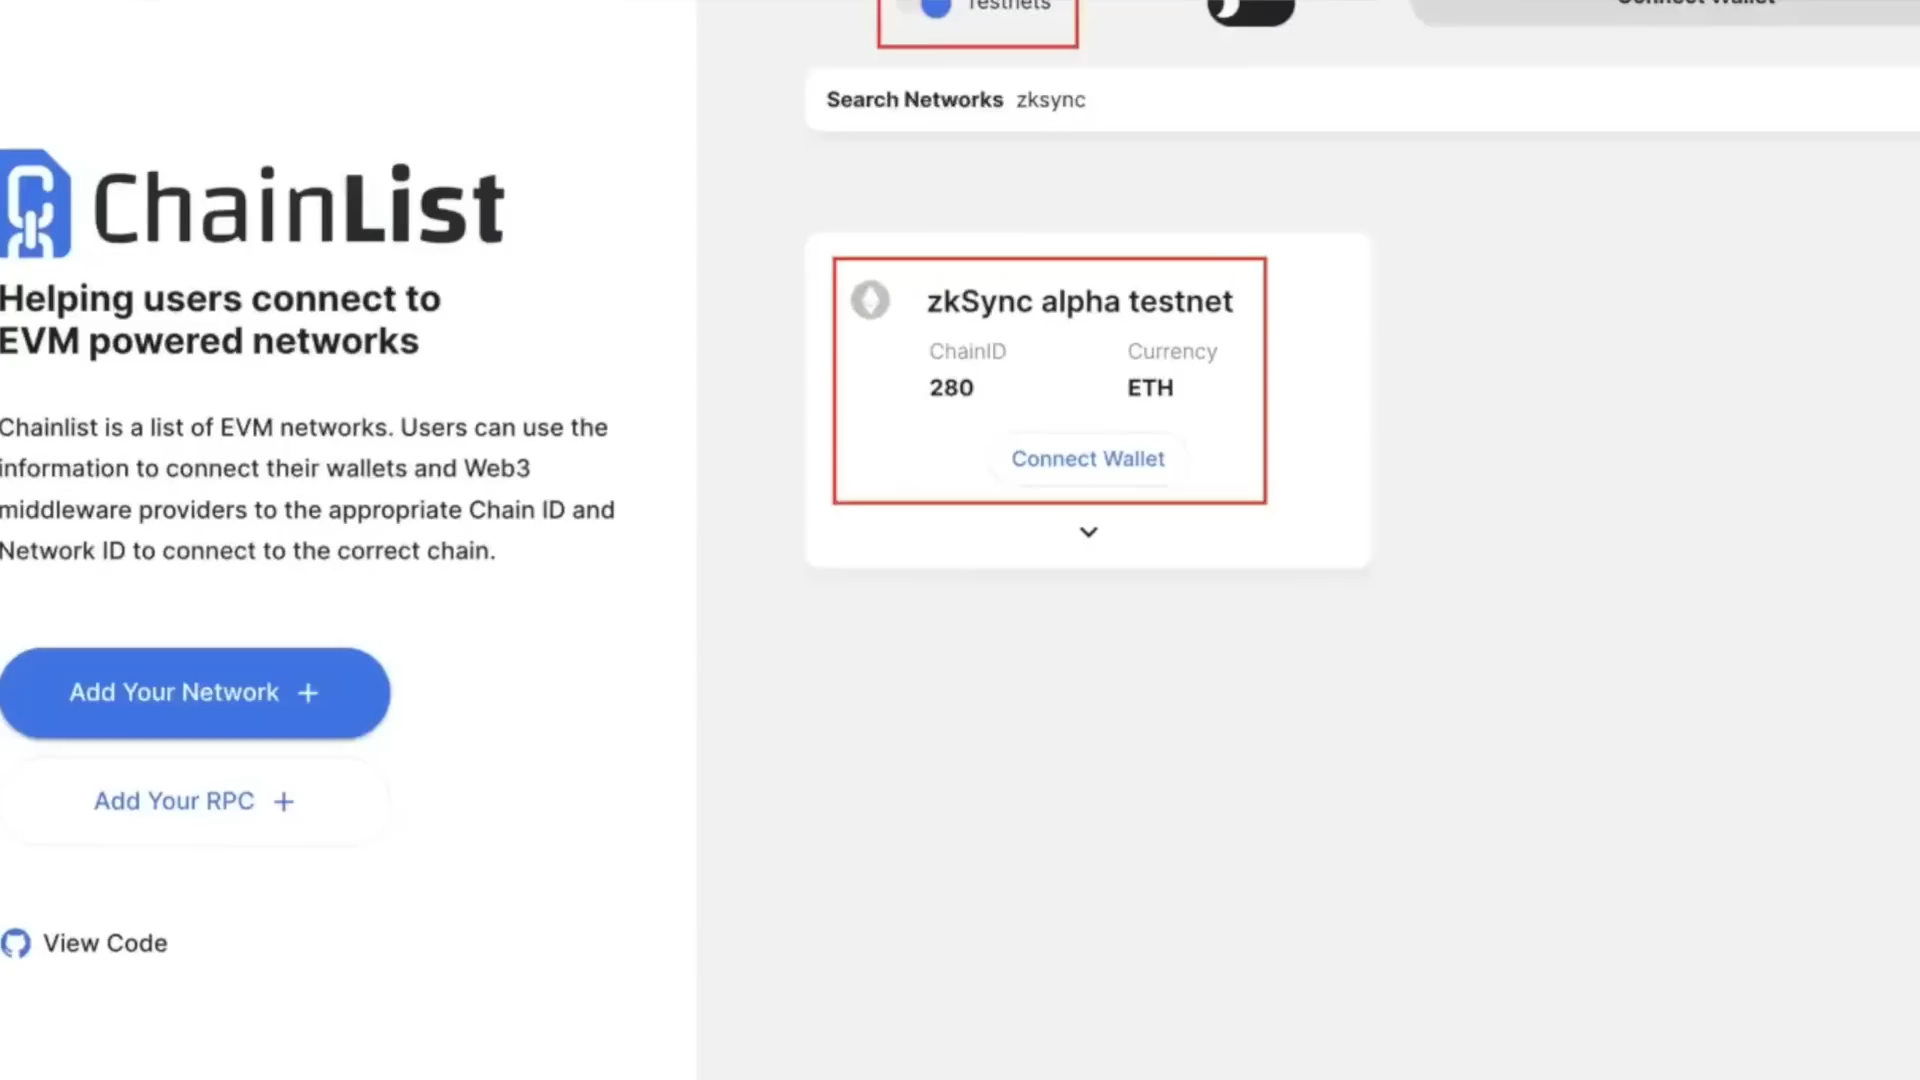 Testnets
Connect Wallet
Search Networks zksync
ChainList
Helping users connect to
EVM powered networks
Chainlist is a list of EVM networks. Users can use the
information to connect their wallets and Web3
middleware providers to the appropriate Chain ID and
Network ID to connect to the correct chain.
Add Your Network +
Add Your RPC +
View Code
zkSync alpha testnet
ChainID Currency
280 ETH
Connect Wallet